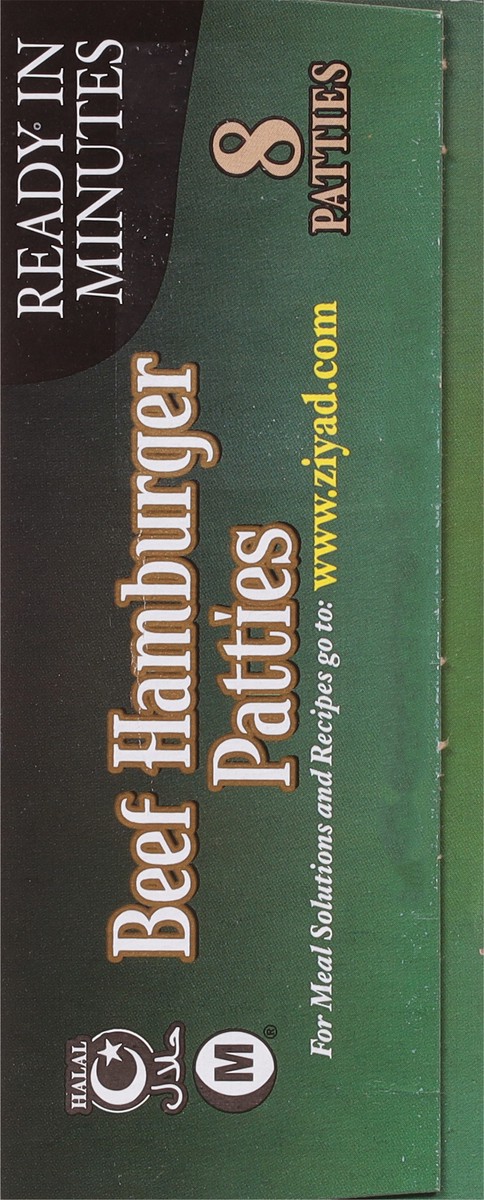 HALAL
حلال
M®
Beef Hamburger
Patties
For Meal Solutions and Recipes go to: www.ziyad.com
READY IN
MINUTES
8
PATTIES